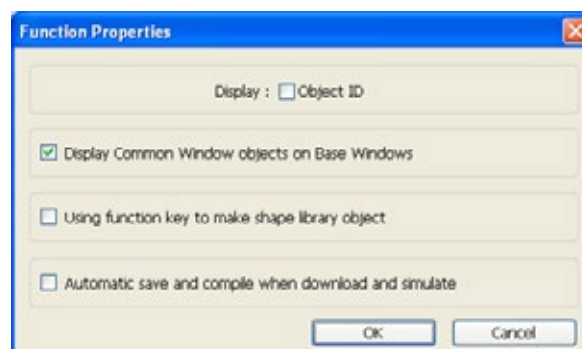 Function Properties
Display : Object ID
Display Common Window objects on Base Windows
Using function key to make shape library object
Automatic save and compile when download and simulate
OK Cancel